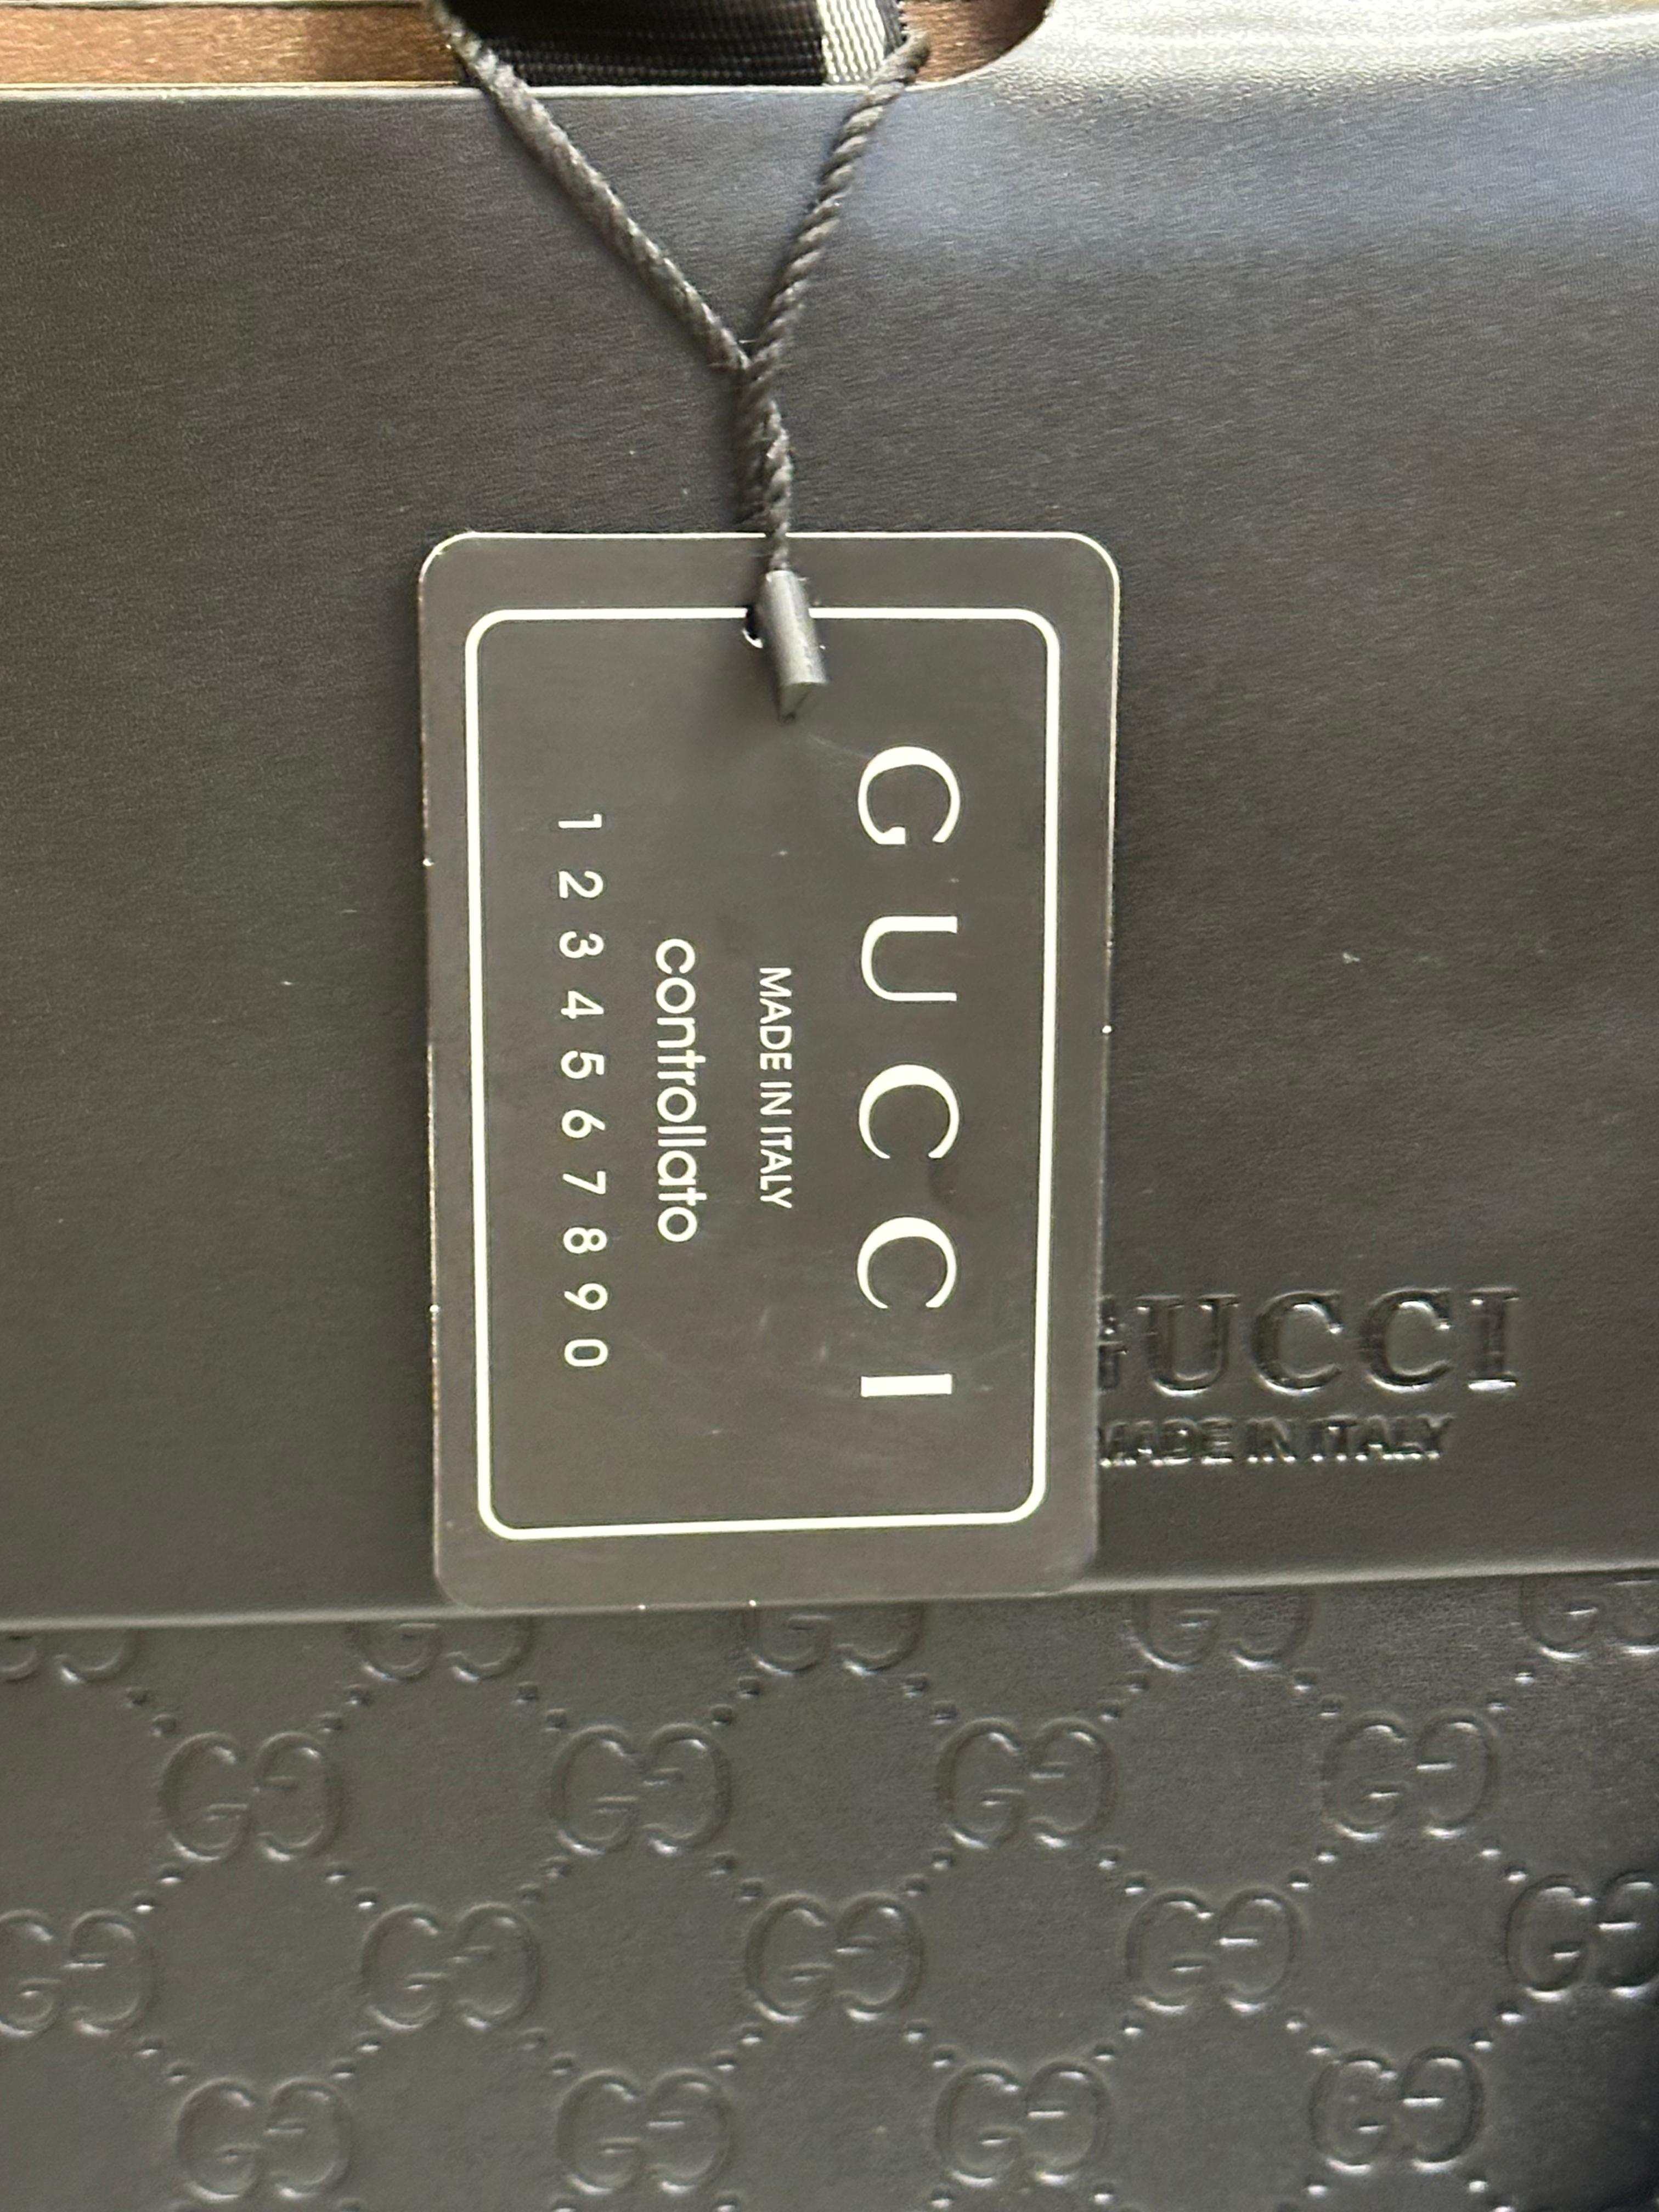 GUCCI
MADE IN ITALY
controllato
1 2 3 4 5 6 7 8 9 0
GUCCI
MADE IN ITALY